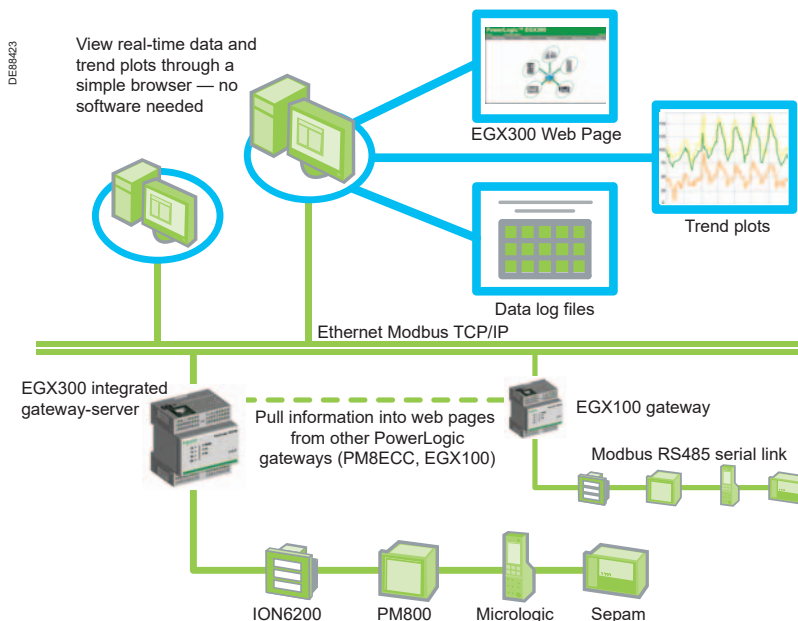 DE88423
View real-time data and
trend plots through a
simple browser — no
software needed
PowerLogic™ EGX300
EGX300 Web Page
Trend plots
Data log files
Ethernet Modbus TCP/IP
EGX300 integrated
gateway-server
Pull information into web pages
from other PowerLogic
gateways (PM8ECC, EGX100)
EGX100 gateway
Modbus RS485 serial link
ION6200
PM800
Micrologic
Sepam